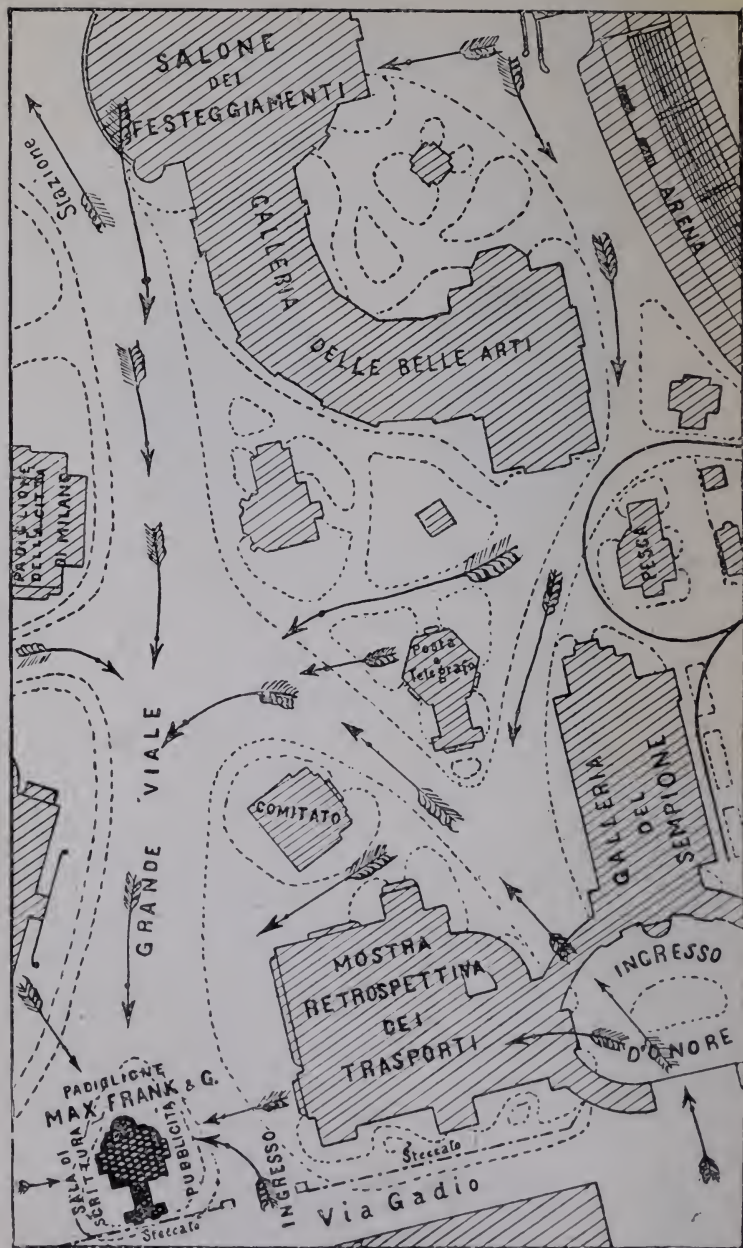 SALONE
DEI
FESTEGGIAMENTI
Stazione
ARENA
GALLERIA
DELLE BELLE ARTI
PADIGLIONE
DELLA CITTÀ
DI MILANO
PESCA
Posta
e
Telegrafo
GRANDE VIALE
GALLERIA
DEL
SEMPIONE
COMITATO
MOSTRA
RETROSPETTIVA
DEI
TRASPORTI
INGRESSO
D'ONORE
PADIGLIONE
MAX FRANK & C.
SALA DI
SCRITTURA
PUBBLICITA
INGRESSO
Steccato
Steccato
Via Gadio